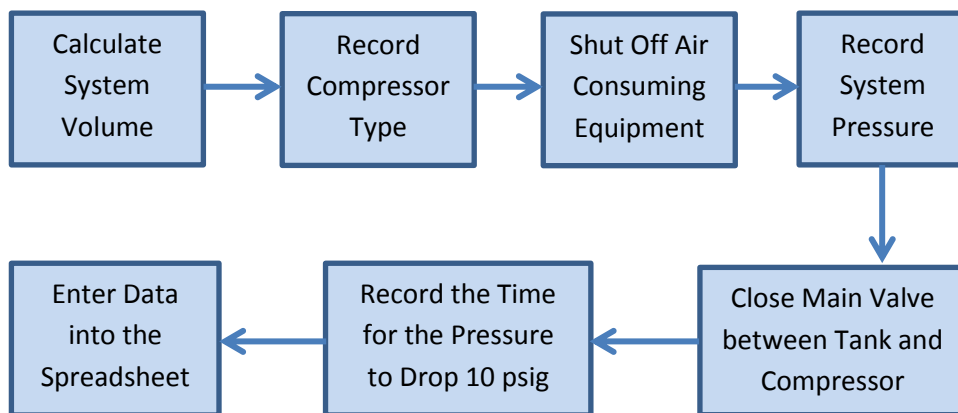 Calculate
System
Volume
Record
Compressor
Type
Shut Off Air
Consuming
Equipment
Record
System
Pressure
Close Main Valve
between Tank and
Compressor
Record the Time
for the Pressure
to Drop 10 psig
Enter Data
into the
Spreadsheet